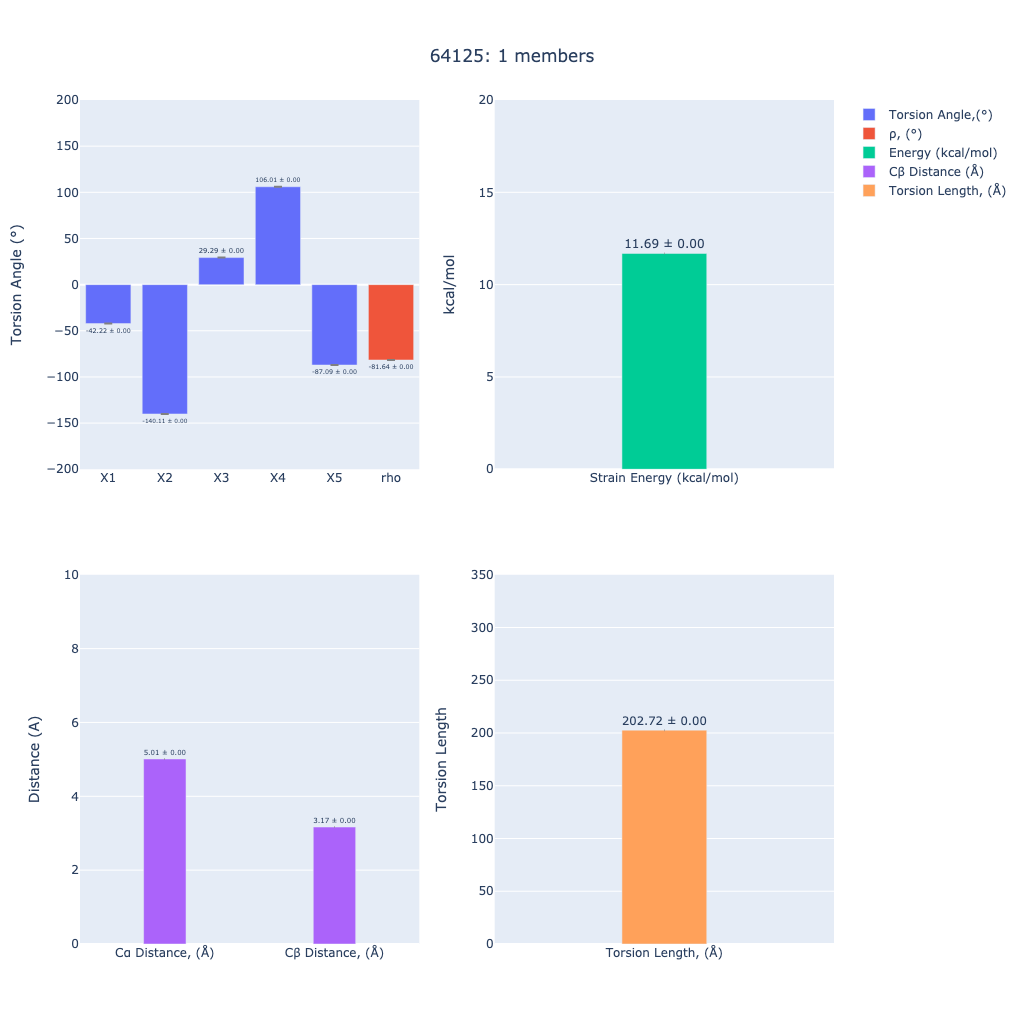 64125: 1 members
200
150
100
50
0
−50
−100
−150
−200
Torsion Angle (°)
-42.22 ± 0.00
-140.11 ± 0.00
29.29 ± 0.00
106.01 ± 0.00
-87.09 ± 0.00
-81.64 ± 0.00
X1 X2 X3 X4 X5 rho
20
15
10
5
0
kcal/mol
11.69 ± 0.00
Strain Energy (kcal/mol)
Torsion Angle,(°)
ρ, (°)
Energy (kcal/mol)
Cβ Distance (Å)
Torsion Length, (Å)
10
8
6
4
2
0
Distance (A)
5.01 ± 0.00
3.17 ± 0.00
Cα Distance, (Å) Cβ Distance, (Å)
350
300
250
200
150
100
50
0
Torsion Length
202.72 ± 0.00
Torsion Length, (Å)